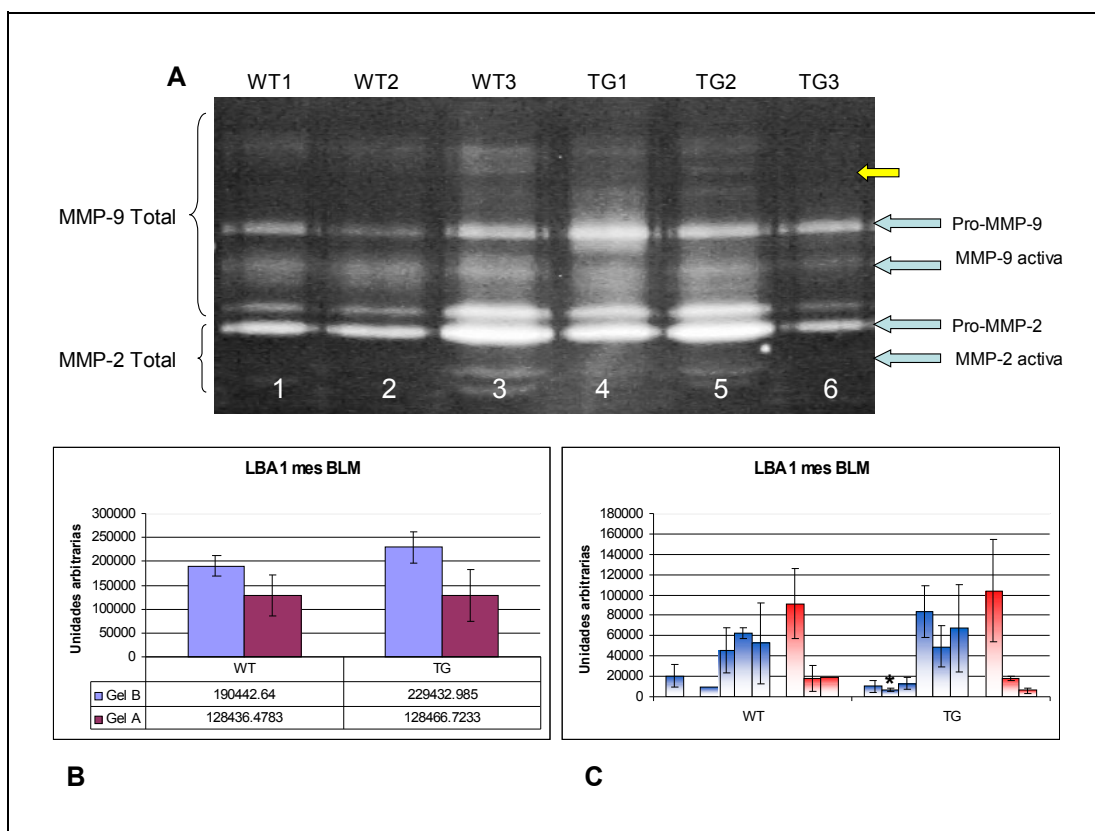 A
WT1 WT2 WT3 TG1 TG2 TG3
MMP-9 Total
Pro-MMP-9
MMP-9 activa
Pro-MMP-2
MMP-2 Total
MMP-2 activa
1 2 3 4 5 6
LBA 1 mes BLM
Unidades arbitrarias
300000
250000
200000
150000
100000
50000
0
WT TG
Gel B 190442.64 229432.985
Gel A 128436.4783 128466.7233
B
LBA 1 mes BLM
Unidades arbitrarias
180000
160000
140000
120000
100000
80000
60000
40000
20000
0
*
WT TG
C